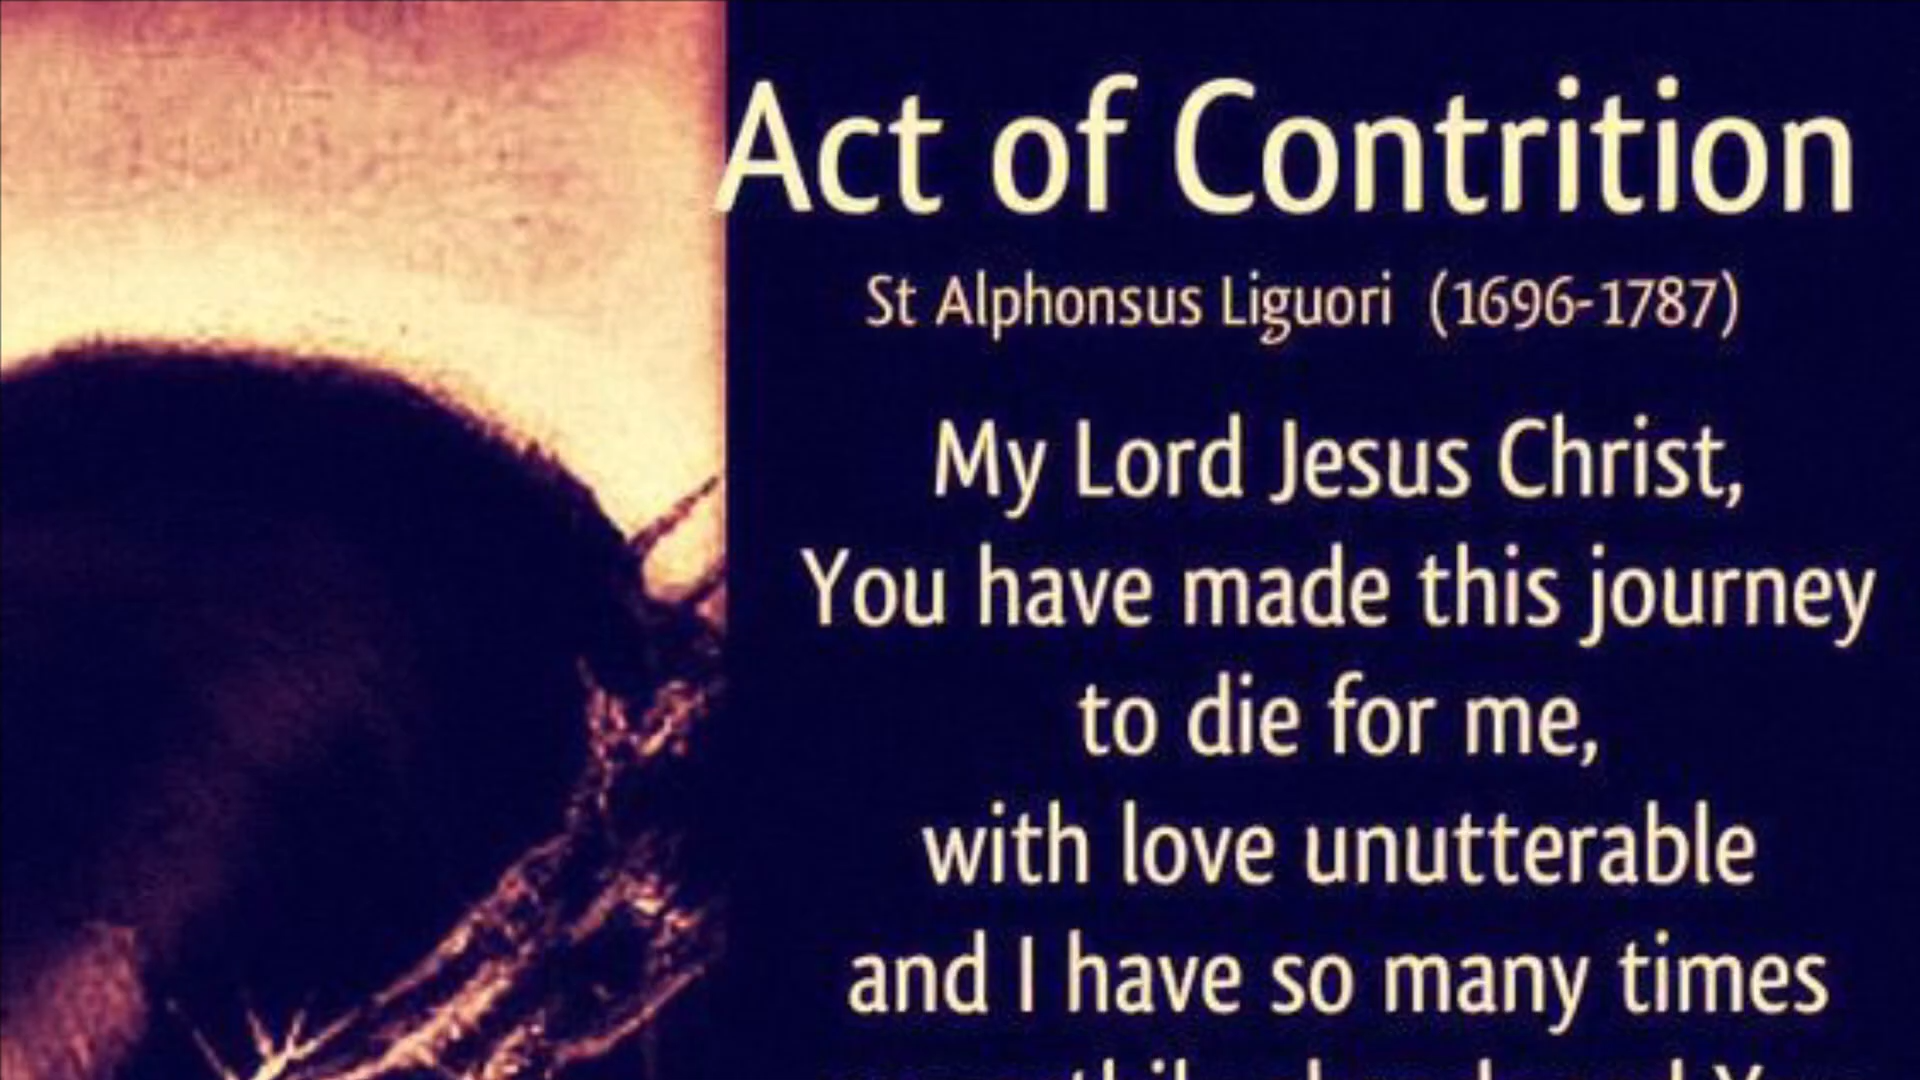 Act of Contrition
St Alphonsus Liguori (1696-1787)
My Lord Jesus Christ,
You have made this journey
to die for me,
with love unutterable
and I have so many times